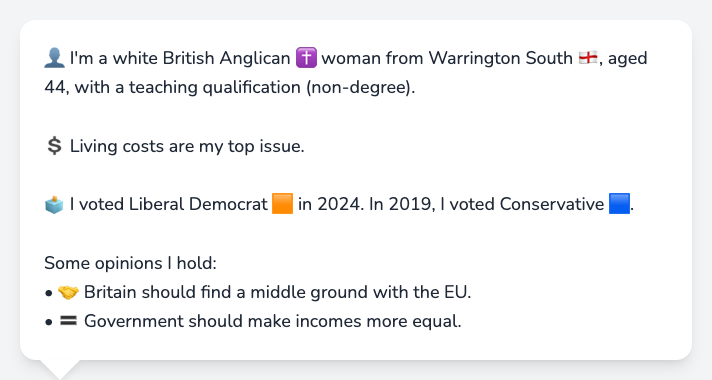 👤 I'm a white British Anglican ✝️ woman from Warrington South 🏴󠁧󠁢󠁥󠁮󠁧󠁿, aged
44, with a teaching qualification (non-degree).
💲 Living costs are my top issue.
🗳️ I voted Liberal Democrat 🟧 in 2024. In 2019, I voted Conservative 🟦.
Some opinions I hold:
• 🤝 Britain should find a middle ground with the EU.
• 🟰 Government should make incomes more equal.